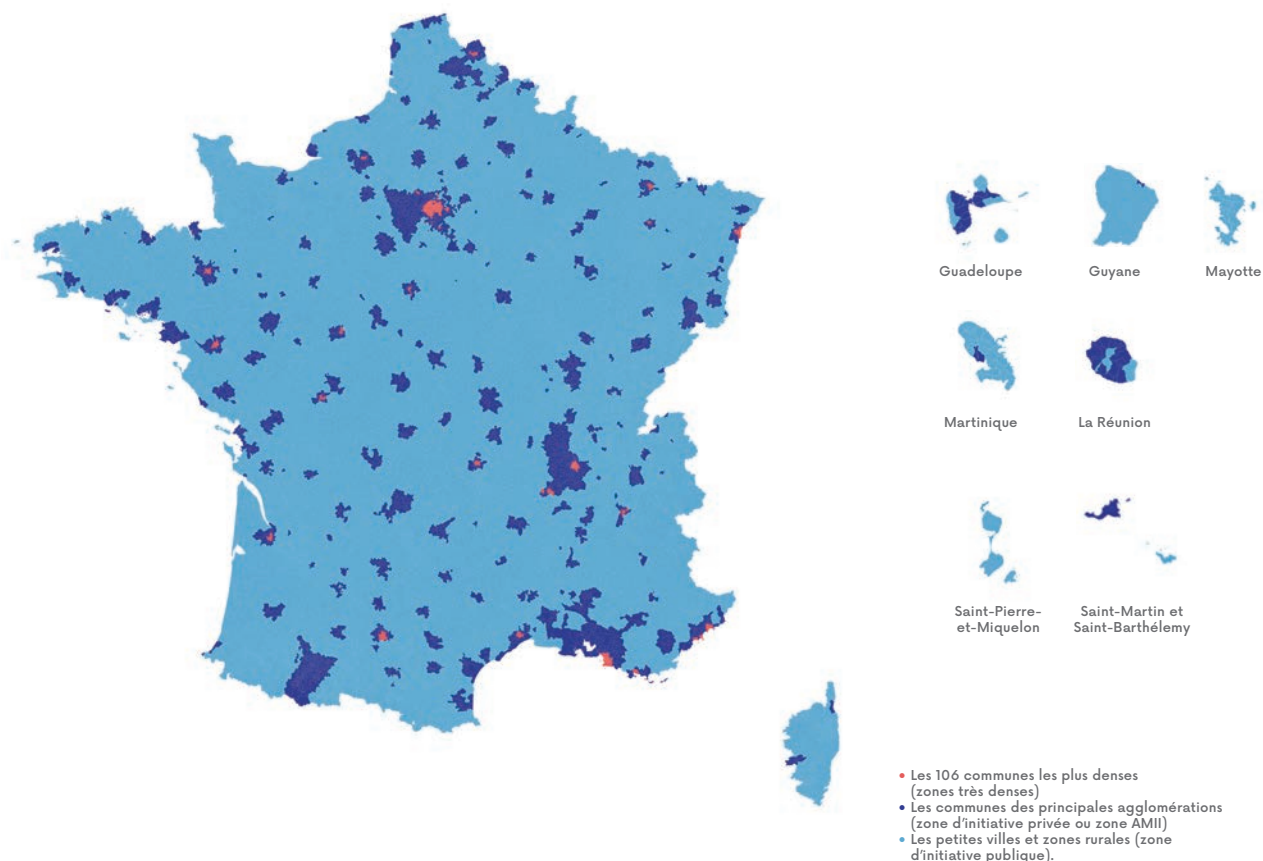 Guadeloupe
Guyane
Mayotte
Martinique
La Réunion
Saint-Pierre-
et-Miquelon
Saint-Martin et
Saint-Barthélemy
• Les 106 communes les plus denses
(zones très denses)
• Les communes des principales agglomérations
(zone d'initiative privée ou zone AMII)
• Les petites villes et zones rurales (zone
d'initiative publique).